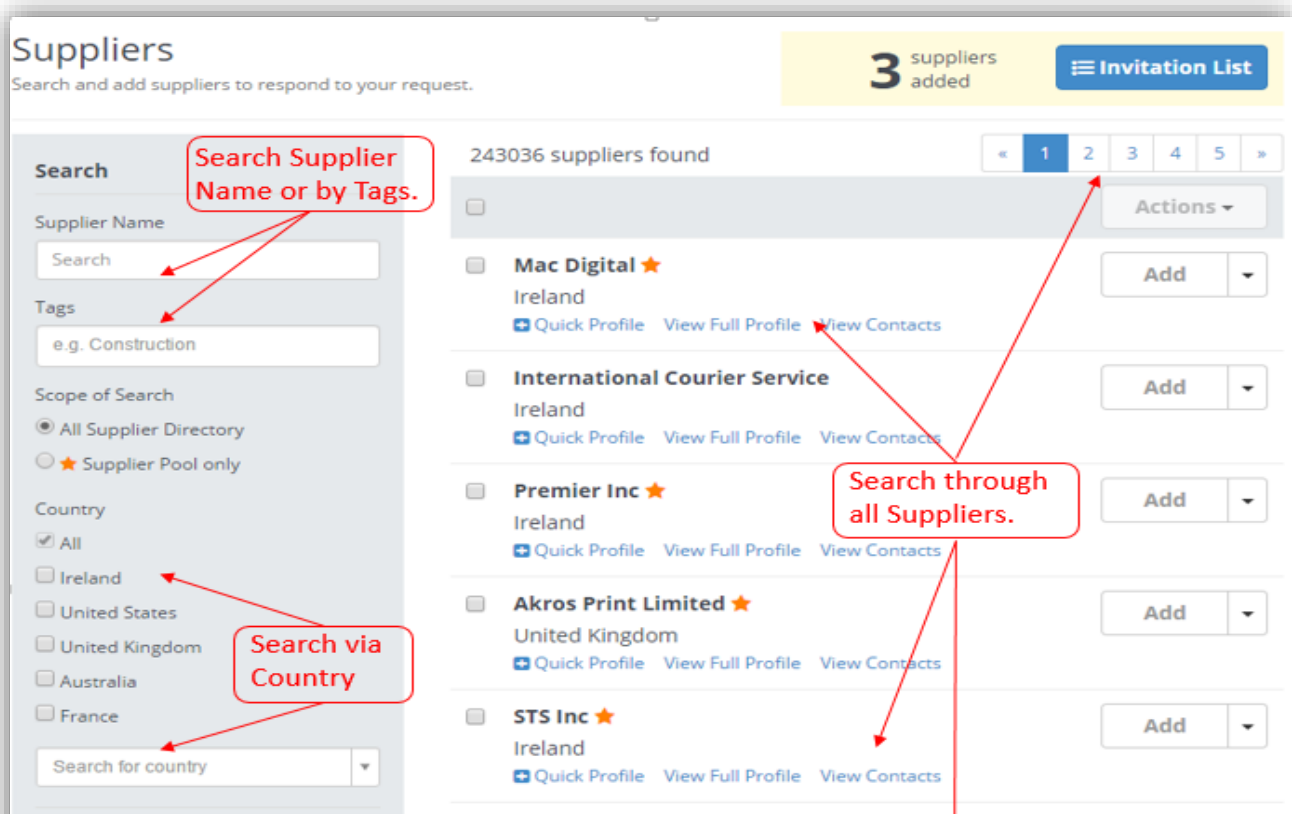 Suppliers
Search and add suppliers to respond to your request.
3 suppliers added
Invitation List
Search
Search Supplier
Name or by Tags.
Supplier Name
Search
Tags
e.g. Construction
Scope of Search
All Supplier Directory
Supplier Pool only
Country
All
Ireland
United States
United Kingdom
Australia
France
Search via
Country
Search for country
243036 suppliers found
« 1 2 3 4 5 »
Actions
Mac Digital
Add
Ireland
Quick Profile View Full Profile View Contacts
International Courier Service
Add
Ireland
Quick Profile View Full Profile View Contacts
Search through
all Suppliers.
Premier Inc
Add
Ireland
Quick Profile View Full Profile View Contacts
Akros Print Limited
Add
United Kingdom
Quick Profile View Full Profile View Contacts
STS Inc
Add
Ireland
Quick Profile View Full Profile View Contacts